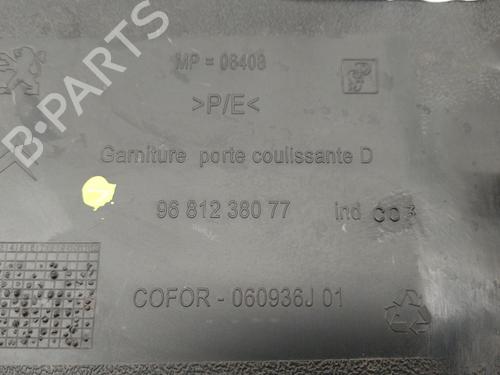 MP = 08408
>P/E<
Garniture porte coulissante D
96 812 380 77 ind
COFOR - 060936J 01
B-PARTS